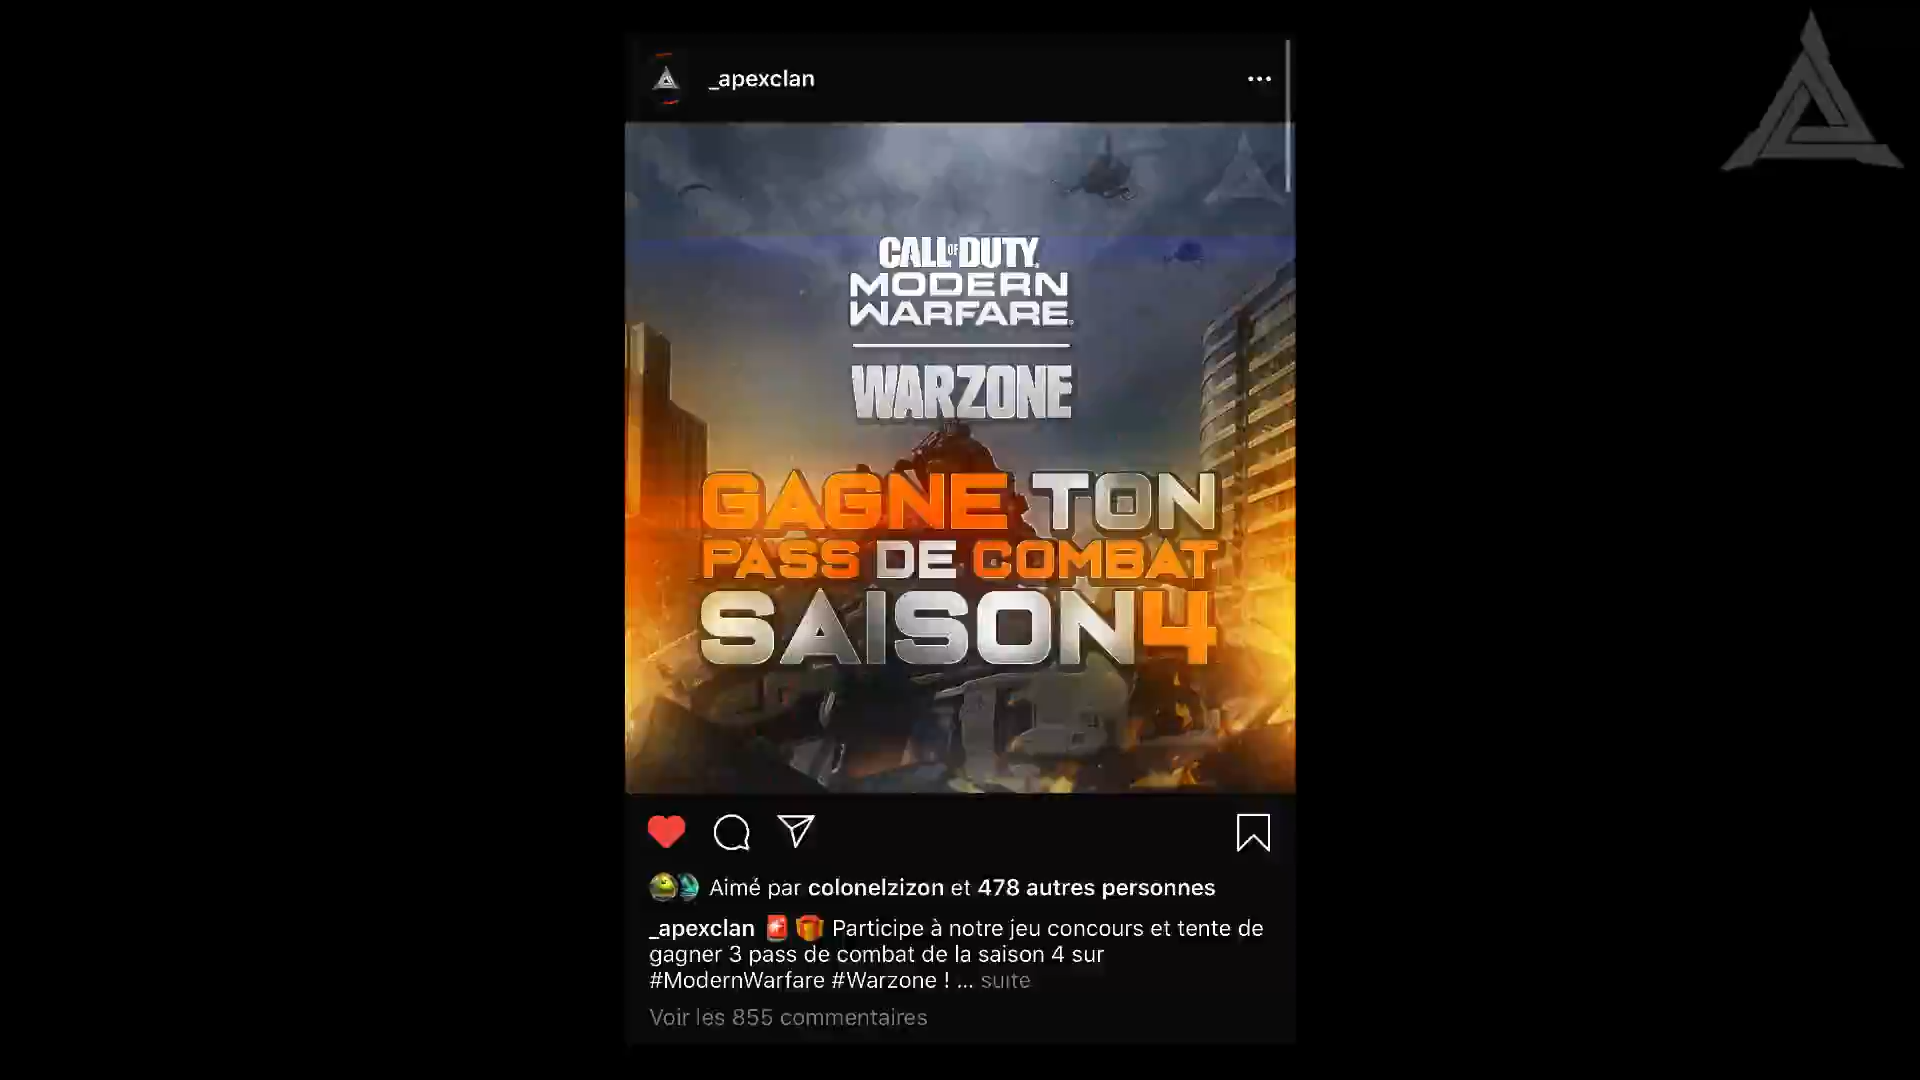 _apexclan
CALL OF DUTY
MODERN
WARFARE
WARZONE
GAGNE TON
PASS DE COMBAT
SAISON 4
Aimé par colonelzizon et 478 autres personnes
_apexclan 🚨 🎁 Participe à notre jeu concours et tente de
gagner 3 pass de combat de la saison 4 sur
#ModernWarfare #Warzone ! ... suite
Voir les 855 commentaires